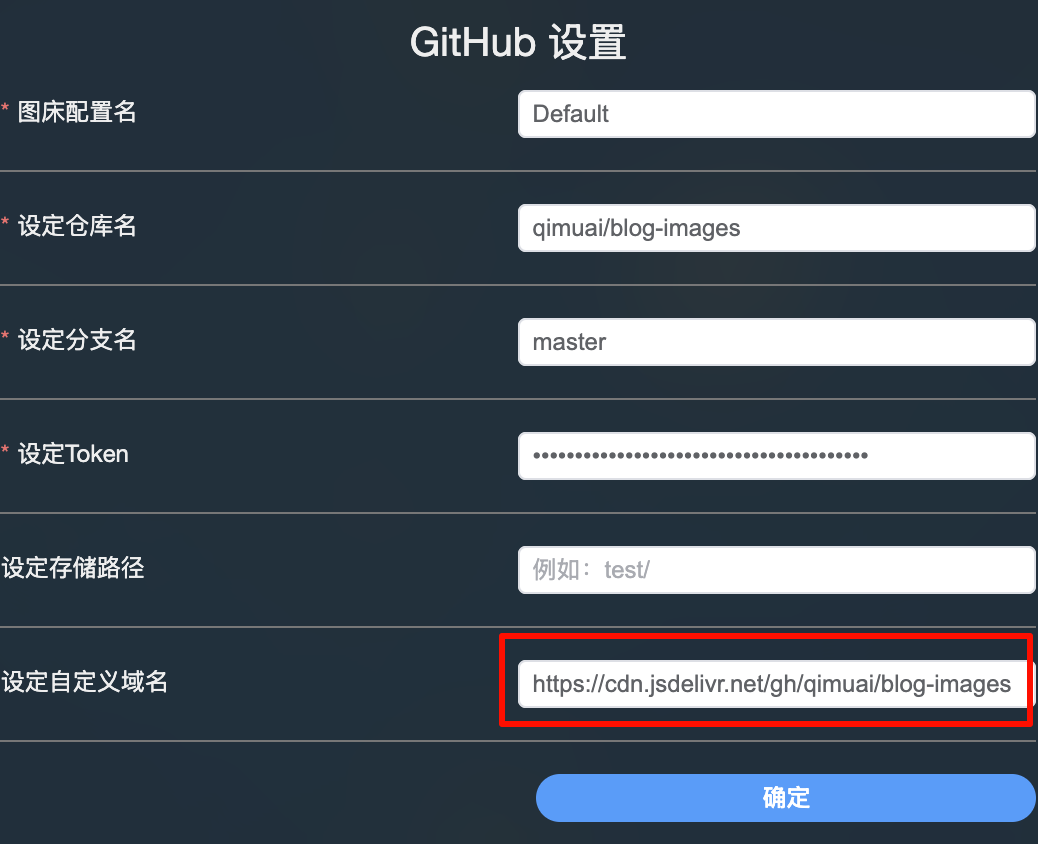 GitHub 设置
* 图床配置名 Default
* 设定仓库名 qimuai/blog-images
* 设定分支名 master
* 设定Token ••••••••••••••••••••••••••••••••••••••••
设定存储路径 例如：test/
设定自定义域名 https://cdn.jsdelivr.net/gh/qimuai/blog-images
确定